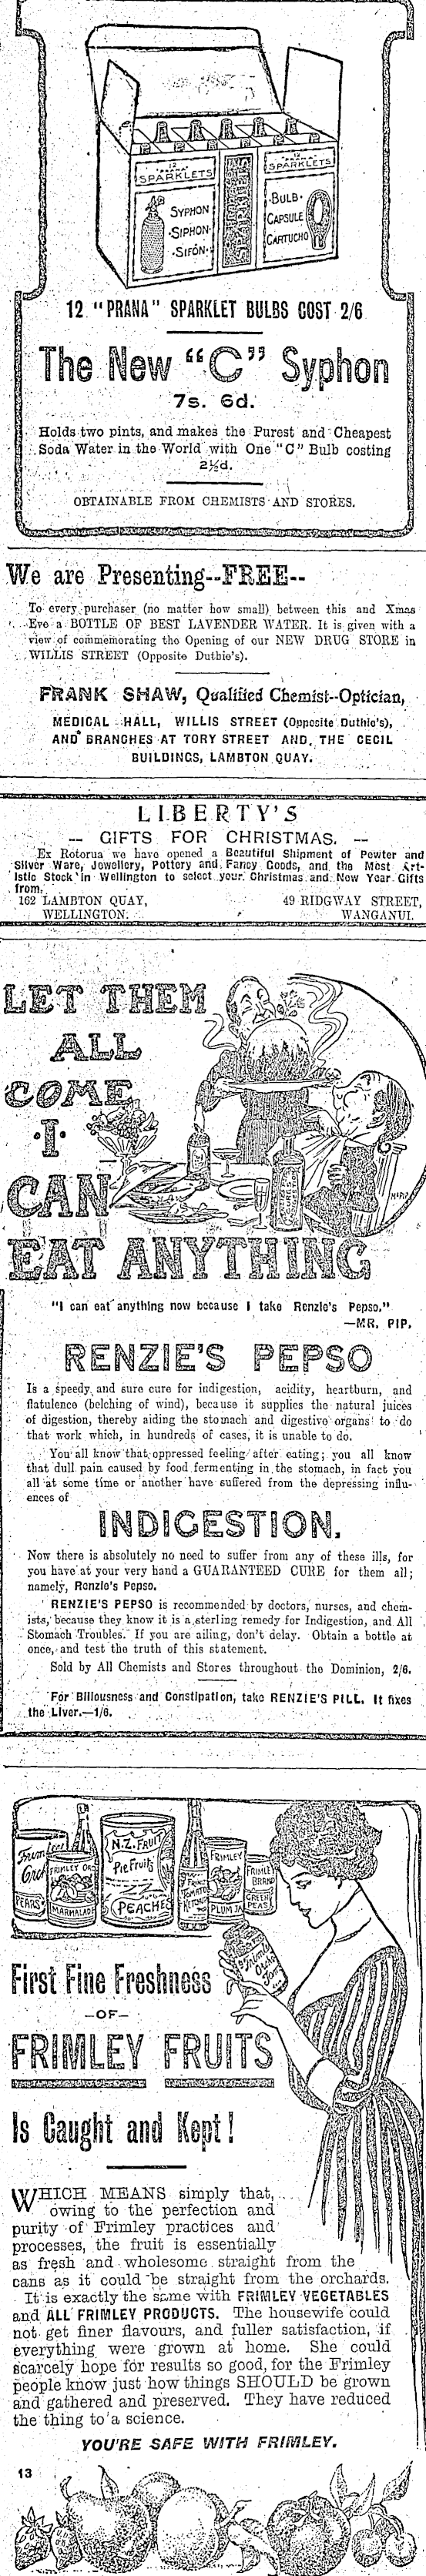 12
SPARKLETS
SYPHON
·SIPHON·
·SIFÓN·
SPARKLETS
12
SPARKLETS
·BULB·
CAPSULE
CARTUCHO
12 "PRANA" SPARKLET BULBS COST 2/6
The New "C" Syphon
7s. 6d.
Holds two pints, and makes the Purest and Cheapest
Soda Water in the World with One "C" Bulb costing
2½d.
OBTAINABLE FROM CHEMISTS AND STORES.
We are Presenting--FREE--
To every purchaser (no matter how small) between this and Xmas
Eve a BOTTLE OF BEST LAVENDER WATER. It is given with a
view of commemorating the Opening of our NEW DRUG STORE in
WILLIS STREET (Opposite Duthie's).
FRANK SHAW, Qualified Chemist--Optician,
MEDICAL HALL, WILLIS STREET (Opposite Duthie's),
AND BRANCHES AT TORY STREET AND THE CECIL
BUILDINGS, LAMBTON QUAY.
LIBERTY'S
-- GIFTS FOR CHRISTMAS. --
Ex Rotorua we have opened a Beautiful Shipment of Pewter and
Silver Ware, Jewellery, Pottery and Fancy Goods, and the Most Art-
istic Stock in Wellington to select your Christmas and New Year Gifts
from.
162 LAMBTON QUAY, 49 RIDGWAY STREET,
WELLINGTON. WANGANUI.
LET THEM
ALL
COME
·I·
CAN
EAT ANYTHING
"I can eat anything now because I take Renzie's Pepso."
—MR. PIP.
RENZIE'S PEPSO
Is a speedy and sure cure for indigestion, acidity, heartburn, and
flatulence (belching of wind), because it supplies the natural juices
of digestion, thereby aiding the stomach and digestive organs to do
that work which, in hundreds of cases, it is unable to do.
You all know that oppressed feeling after eating; you all know
that dull pain caused by food fermenting in the stomach, in fact you
all at some time or another have suffered from the depressing influ-
ences of
INDIGESTION.
Now there is absolutely no need to suffer from any of these ills, for
you have at your very hand a GUARANTEED CURE for them all;
namely, Renzie's Pepso.
RENZIE'S PEPSO is recommended by doctors, nurses, and chem-
ists, because they know it is a sterling remedy for Indigestion, and All
Stomach Troubles. If you are ailing, don't delay. Obtain a bottle at
once, and test the truth of this statement.
Sold by All Chemists and Stores throughout the Dominion, 2/6.
For Biliousness and Constipation, take RENZIE'S PILL. It fixes
the Liver.—1/6.
PEARS
FRIMLEY
MARMALADE
N.Z. FRUIT
Pie Fruits
PEACHES
TOMATO
FRIMLEY
PLUM JAM
FRIMLEY
BRAND
GREEN
PEAS
First Fine Freshness
—OF—
FRIMLEY FRUITS
Is Caught and Kept!
WHICH MEANS simply that,
owing to the perfection and
purity of Frimley practices and
processes, the fruit is essentially
as fresh and wholesome straight from the
cans as it could be straight from the orchards.
It is exactly the same with FRIMLEY VEGETABLES
and ALL FRIMLEY PRODUCTS. The housewife could
not get finer flavours, and fuller satisfaction, if
everything were grown at home. She could
scarcely hope for results so good, for the Frimley
people know just how things SHOULD be grown
and gathered and preserved. They have reduced
the thing to a science.
YOU'RE SAFE WITH FRIMLEY.
13